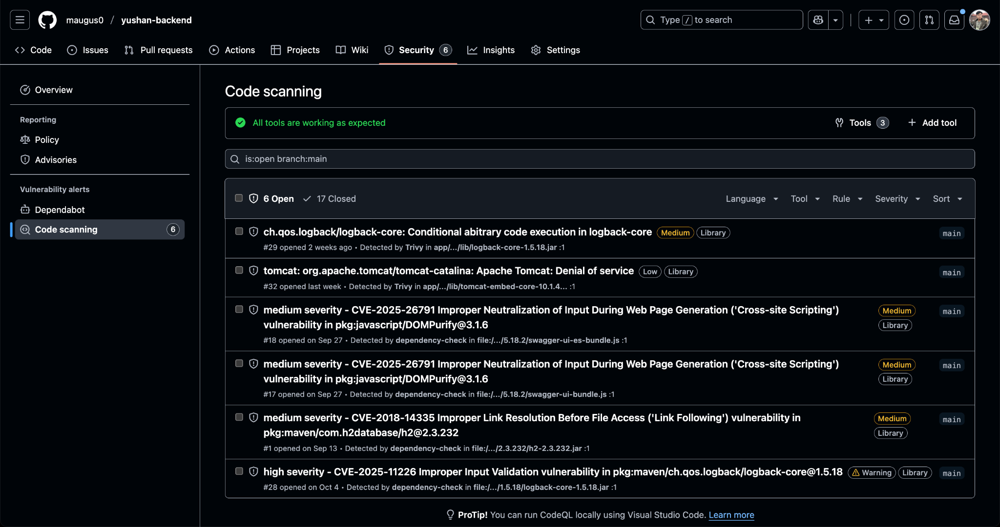 maugus0 / yushan-backend
Type / to search
Code
Issues
Pull requests
Actions
Projects
Wiki
Security 6
Insights
Settings
Overview
Reporting
Policy
Advisories
Vulnerability alerts
Dependabot
Code scanning 6
Code scanning
All tools are working as expected
Tools 3
Add tool
is:open branch:main
6 Open
17 Closed
Language
Tool
Rule
Severity
Sort
ch.qos.logback/logback-core: Conditional abitrary code execution in logback-core Medium Library main
#29 opened 2 weeks ago • Detected by Trivy in app/.../lib/logback-core-1.5.18.jar :1
tomcat: org.apache.tomcat/tomcat-catalina: Apache Tomcat: Denial of service Low Library main
#32 opened last week • Detected by Trivy in app/.../lib/tomcat-embed-core-10.1.4... :1
medium severity - CVE-2025-26791 Improper Neutralization of Input During Web Page Generation ('Cross-site Scripting') Medium main
vulnerability in pkg:javascript/DOMPurify@3.1.6 Library
#18 opened on Sep 27 • Detected by dependency-check in file:/.../5.18.2/swagger-ui-es-bundle.js :1
medium severity - CVE-2025-26791 Improper Neutralization of Input During Web Page Generation ('Cross-site Scripting') Medium main
vulnerability in pkg:javascript/DOMPurify@3.1.6 Library
#17 opened on Sep 27 • Detected by dependency-check in file:/.../5.18.2/swagger-ui-bundle.js :1
medium severity - CVE-2018-14335 Improper Link Resolution Before File Access ('Link Following') vulnerability in Medium main
pkg:maven/com.h2database/h2@2.3.232 Library
#1 opened on Sep 13 • Detected by dependency-check in file:/.../2.3.232/h2-2.3.232.jar :1
high severity - CVE-2025-11226 Improper Input Validation vulnerability in pkg:maven/ch.qos.logback/logback-core@1.5.18 Warning Library main
#28 opened on Oct 4 • Detected by dependency-check in file:/.../1.5.18/logback-core-1.5.18.jar :1
ProTip! You can run CodeQL locally using Visual Studio Code. Learn more